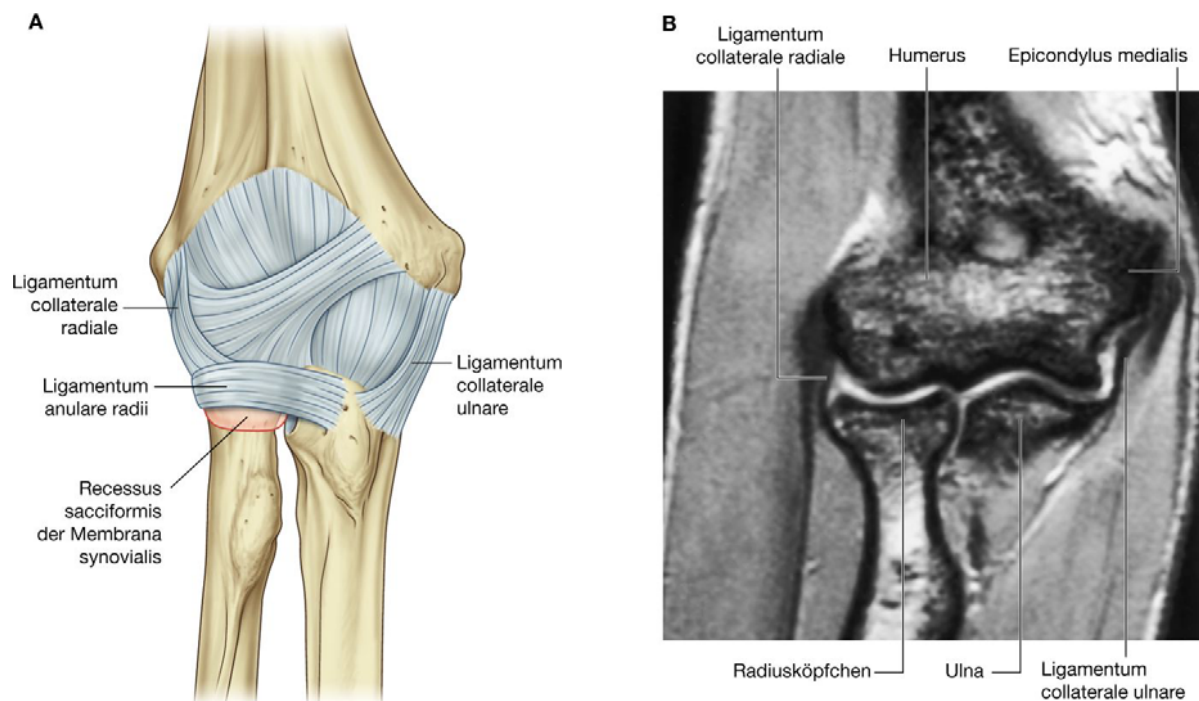 A
Ligamentum
collaterale
radiale
Ligamentum
anulare radii
Recessus
sacciformis
der Membrana
synovialis
Ligamentum
collaterale
ulnare
B
Ligamentum
collaterale radiale
Humerus
Epicondylus medialis
Radiusköpfchen
Ulna
Ligamentum
collaterale ulnare